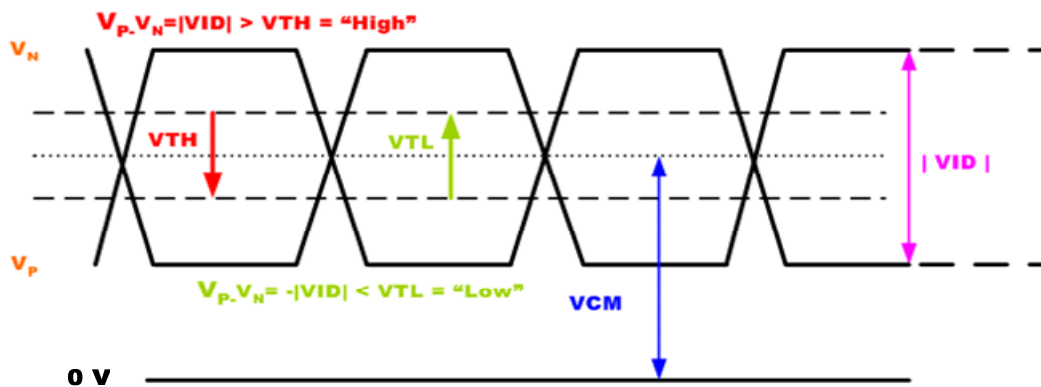 VP-VN=|VID| > VTH = “High”
VN
VTH
VTL
| VID |
VP
VP-VN= -|VID| < VTL = “Low”
VCM
0 V